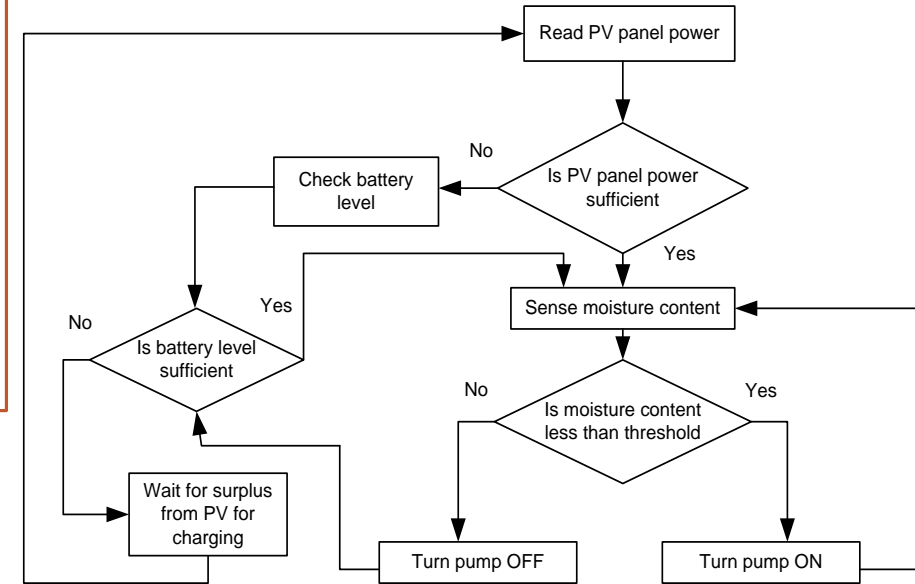 Read PV panel power
No
Is PV panel power
sufficient
Check battery
level
Yes
Sense moisture content
No
Yes
Is battery level
sufficient
No
Yes
Is moisture content
less than threshold
Wait for surplus
from PV for
charging
Turn pump OFF
Turn pump ON